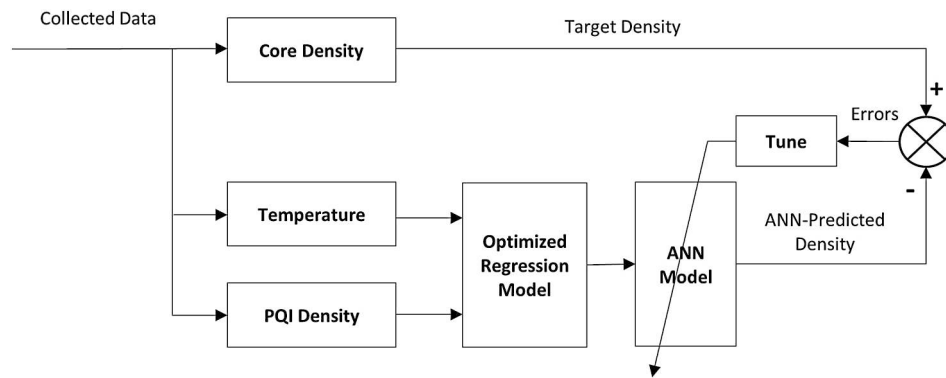 Collected Data
Core Density
Target Density
+
Errors
Tune
-
Temperature
Optimized
Regression
Model
ANN
Model
ANN-Predicted
Density
PQI Density